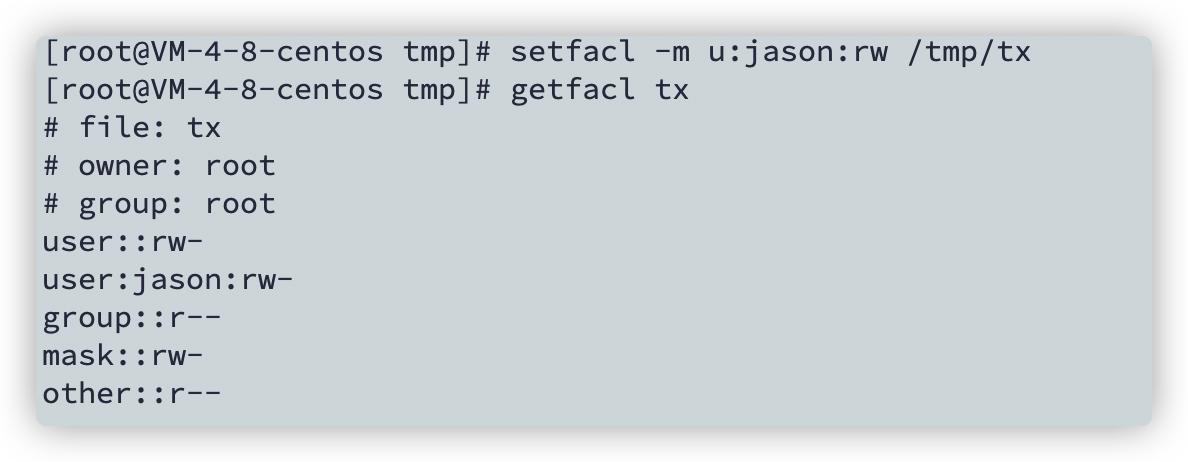 [root@VM-4-8-centos tmp]# setfacl -m u:jason:rw /tmp/tx
[root@VM-4-8-centos tmp]# getfacl tx
# file: tx
# owner: root
# group: root
user::rw-
user:jason:rw-
group::r--
mask::rw-
other::r--